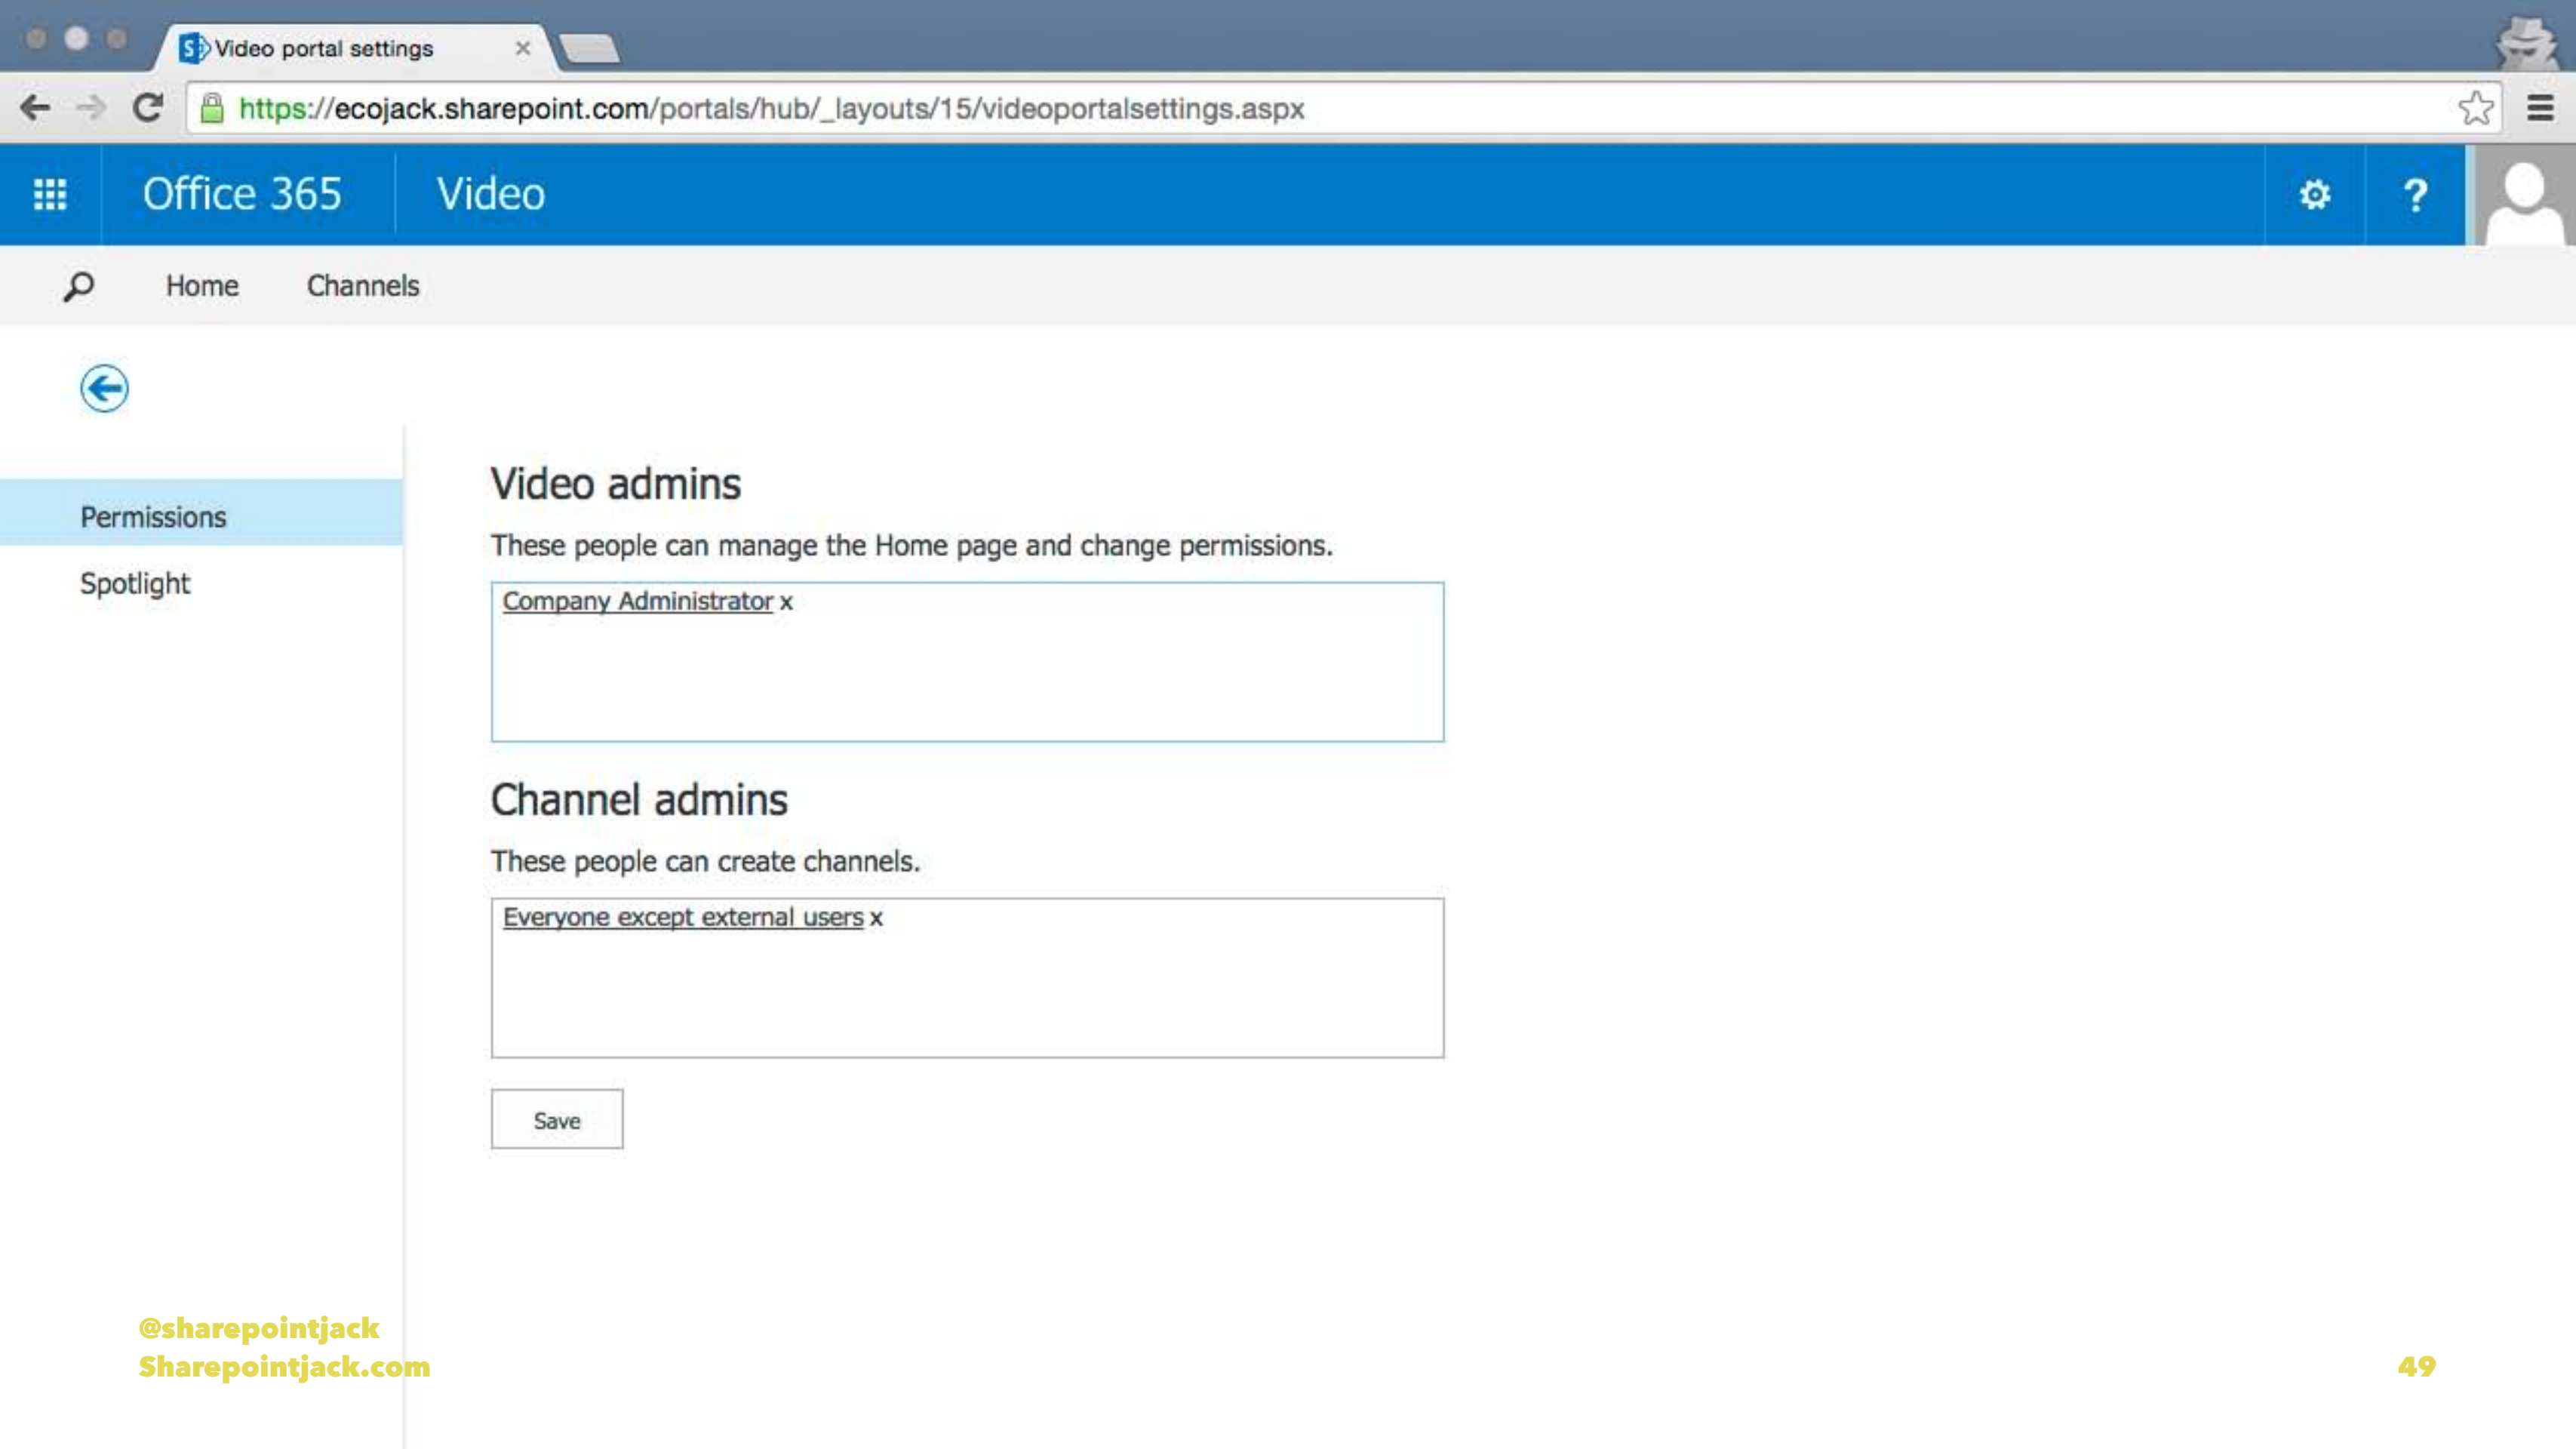 Video portal settings
https://ecojack.sharepoint.com/portals/hub/_layouts/15/videoportalsettings.aspx
Office 365 Video
Home Channels
Permissions
Spotlight
Video admins
These people can manage the Home page and change permissions.
Company Administrator x
Channel admins
These people can create channels.
Everyone except external users x
Save
@sharepointjack
Sharepointjack.com
49